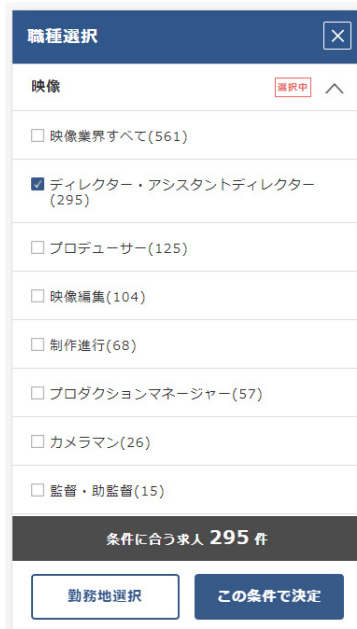 職種選択
映像 選択中
映像業界すべて(561)
ディレクター・アシスタントディレクター
(295)
プロデューサー(125)
映像編集(104)
制作進行(68)
プロダクションマネージャー(57)
カメラマン(26)
監督・助監督(15)
条件に合う求人 295 件
勤務地選択 この条件で決定